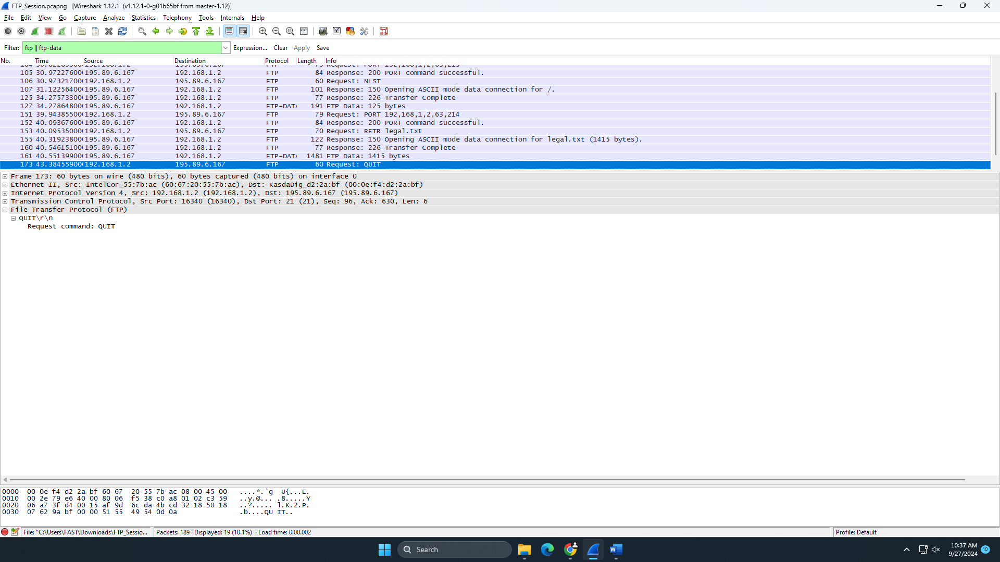 FTP_Session.pcapng [Wireshark 1.12.1 (v1.12.1-0-g01b65bf from master-1.12)]
File Edit View Go Capture Analyze Statistics Telephony Tools Internals Help
Filter: ftp || ftp-data Expression... Clear Apply Save
No. Time Source Destination Protocol Length Info
105 30.972276000 195.89.6.167 192.168.1.2 FTP 84 Response: 200 PORT command successful.
106 30.973217000 192.168.1.2 195.89.6.167 FTP 60 Request: NLST
107 31.122564000 195.89.6.167 192.168.1.2 FTP 101 Response: 150 Opening ASCII mode data connection for /.
125 34.275733000 195.89.6.167 192.168.1.2 FTP 77 Response: 226 Transfer Complete
127 34.278648000 195.89.6.167 192.168.1.2 FTP-DATA 191 FTP Data: 125 bytes
151 39.943855000 192.168.1.2 195.89.6.167 FTP 79 Request: PORT 192,168,1,2,63,214
152 40.093676000 195.89.6.167 192.168.1.2 FTP 84 Response: 200 PORT command successful.
153 40.095350000 192.168.1.2 195.89.6.167 FTP 70 Request: RETR legal.txt
155 40.319238000 195.89.6.167 192.168.1.2 FTP 122 Response: 150 Opening ASCII mode data connection for legal.txt (1415 bytes).
160 40.546151000 195.89.6.167 192.168.1.2 FTP 77 Response: 226 Transfer Complete
161 40.551399000 195.89.6.167 192.168.1.2 FTP-DATA 1481 FTP Data: 1415 bytes
173 43.384559000 192.168.1.2 195.89.6.167 FTP 60 Request: QUIT
Frame 173: 60 bytes on wire (480 bits), 60 bytes captured (480 bits) on interface 0
Ethernet II, Src: IntelCor_55:7b:ac (60:67:20:55:7b:ac), Dst: KasdaDig_d2:2a:bf (00:0e:f4:d2:2a:bf)
Internet Protocol Version 4, Src: 192.168.1.2 (192.168.1.2), Dst: 195.89.6.167 (195.89.6.167)
Transmission Control Protocol, Src Port: 16340 (16340), Dst Port: 21 (21), Seq: 96, Ack: 630, Len: 6
File Transfer Protocol (FTP)
QUIT\r\n
Request command: QUIT
0000 00 0e f4 d2 2a bf 60 67 20 55 7b ac 08 00 45 00 ....*.`g U{...E.
0010 00 2e 79 e6 40 00 80 06 f5 38 c0 a8 01 02 c3 59 ..y.@... .8.....Y
0020 06 a7 3f d4 00 15 af 9d 6c da 4b cd 32 18 50 18 ..?..... l.K.2.P.
0030 07 62 9a bf 00 00 51 55 49 54 0d 0a .b....QU IT..
File: "C:\Users\FAST\Downloads\FTP_Sessio... Packets: 189 · Displayed: 19 (10.1%) · Load time: 0:00.002 Profile: Default
Search
10:37 AM
9/27/2024
10